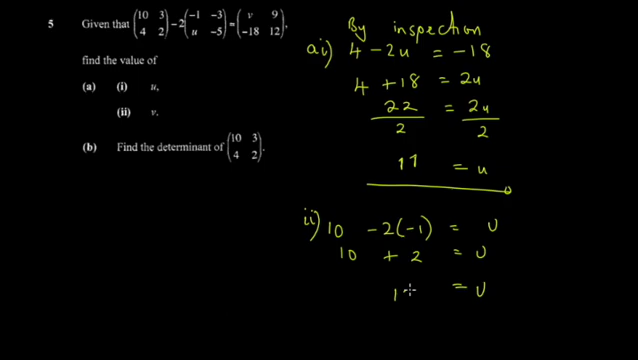 5 Given that (10 3 / 4 2) − 2(−1 −3 / u −5) = (v 9 / −18 12),
find the value of
(a) (i) u,
(ii) v.
(b) Find the determinant of (10 3 / 4 2).
By inspection
ai) 4 − 2u = −18
4 + 18 = 2u
22/2 = 2u/2
11 = u
ii) 10 − 2(−1) = v
10 + 2 = v
= v